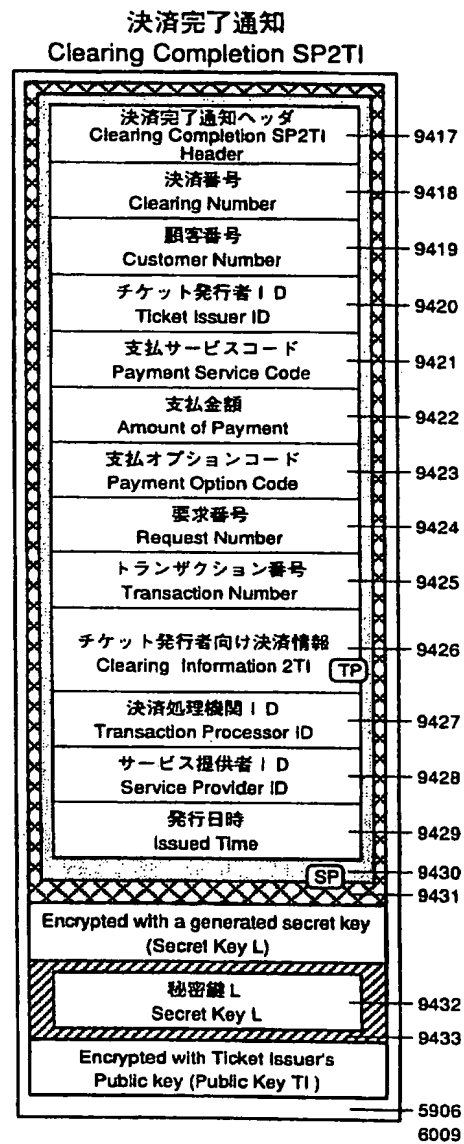 決済完了通知
Clearing Completion SP2TI
決済完了通知ヘッダ
Clearing Completion SP2TI
Header
9417
決済番号
Clearing Number
9418
顧客番号
Customer Number
9419
チケット発行者ID
Ticket Issuer ID
9420
支払サービスコード
Payment Service Code
9421
支払金額
Amount of Payment
9422
支払オプションコード
Payment Option Code
9423
要求番号
Request Number
9424
トランザクション番号
Transaction Number
9425
チケット発行者向け決済情報
Clearing Information 2TI
TP
9426
決済処理機関ID
Transaction Processor ID
9427
サービス提供者ID
Service Provider ID
9428
発行日時
Issued Time
9429
SP
9430
9431
Encrypted with a generated secret key
(Secret Key L)
秘密鍵L
Secret Key L
9432
9433
Encrypted with Ticket Issuer's
Public key (Public Key TI )
5906
6009